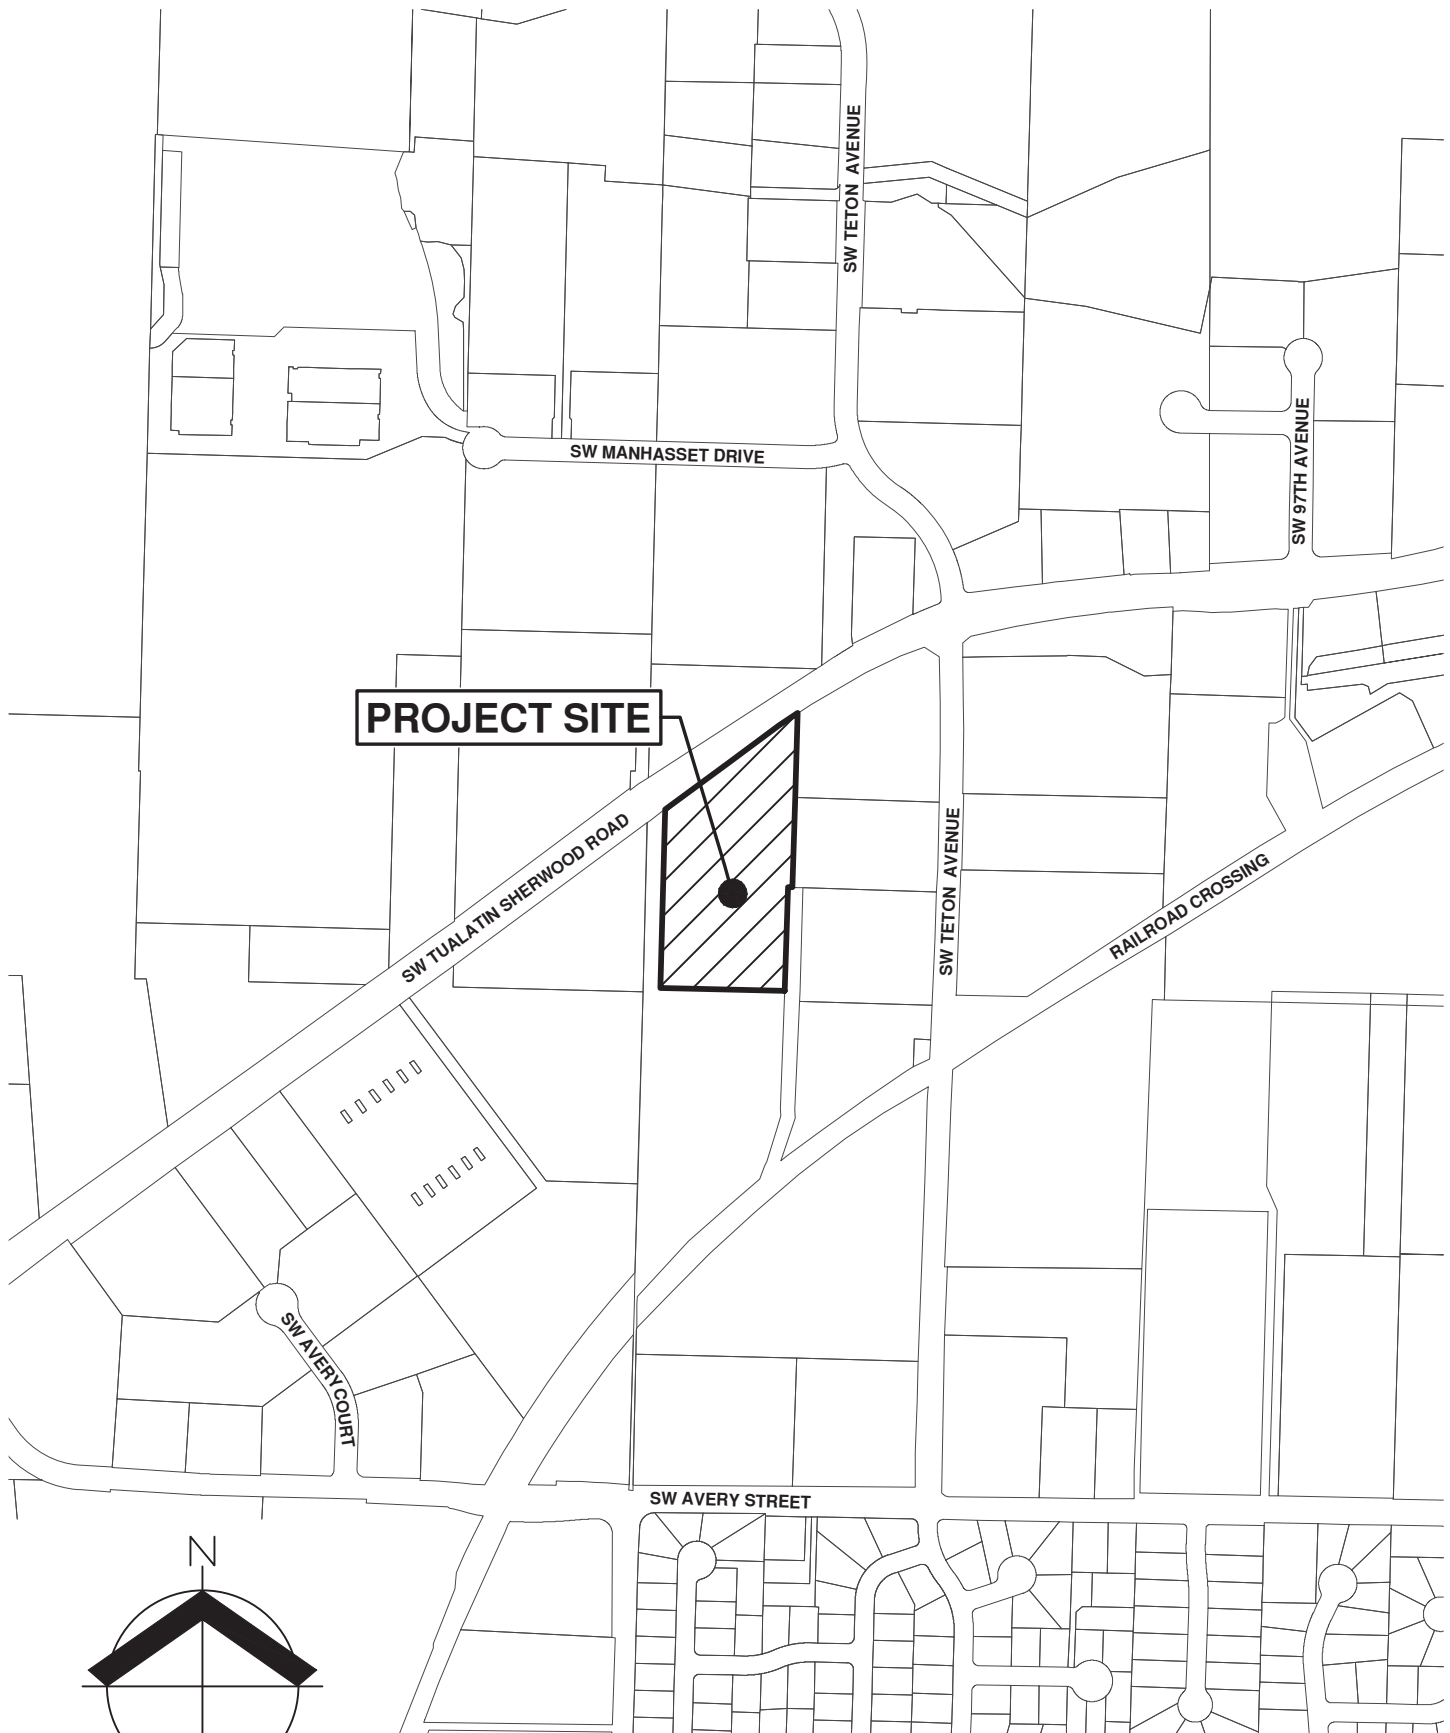 SW TETON  AVENUE
SW MANHASSET DRIVE
SW 97TH AVENUE
PROJECT SITE
SW TUALATIN SHERWOOD ROAD
SW TETON  AVENUE
RAILROAD CROSSING
SW AVERY COURT
SW AVERY STREET
N